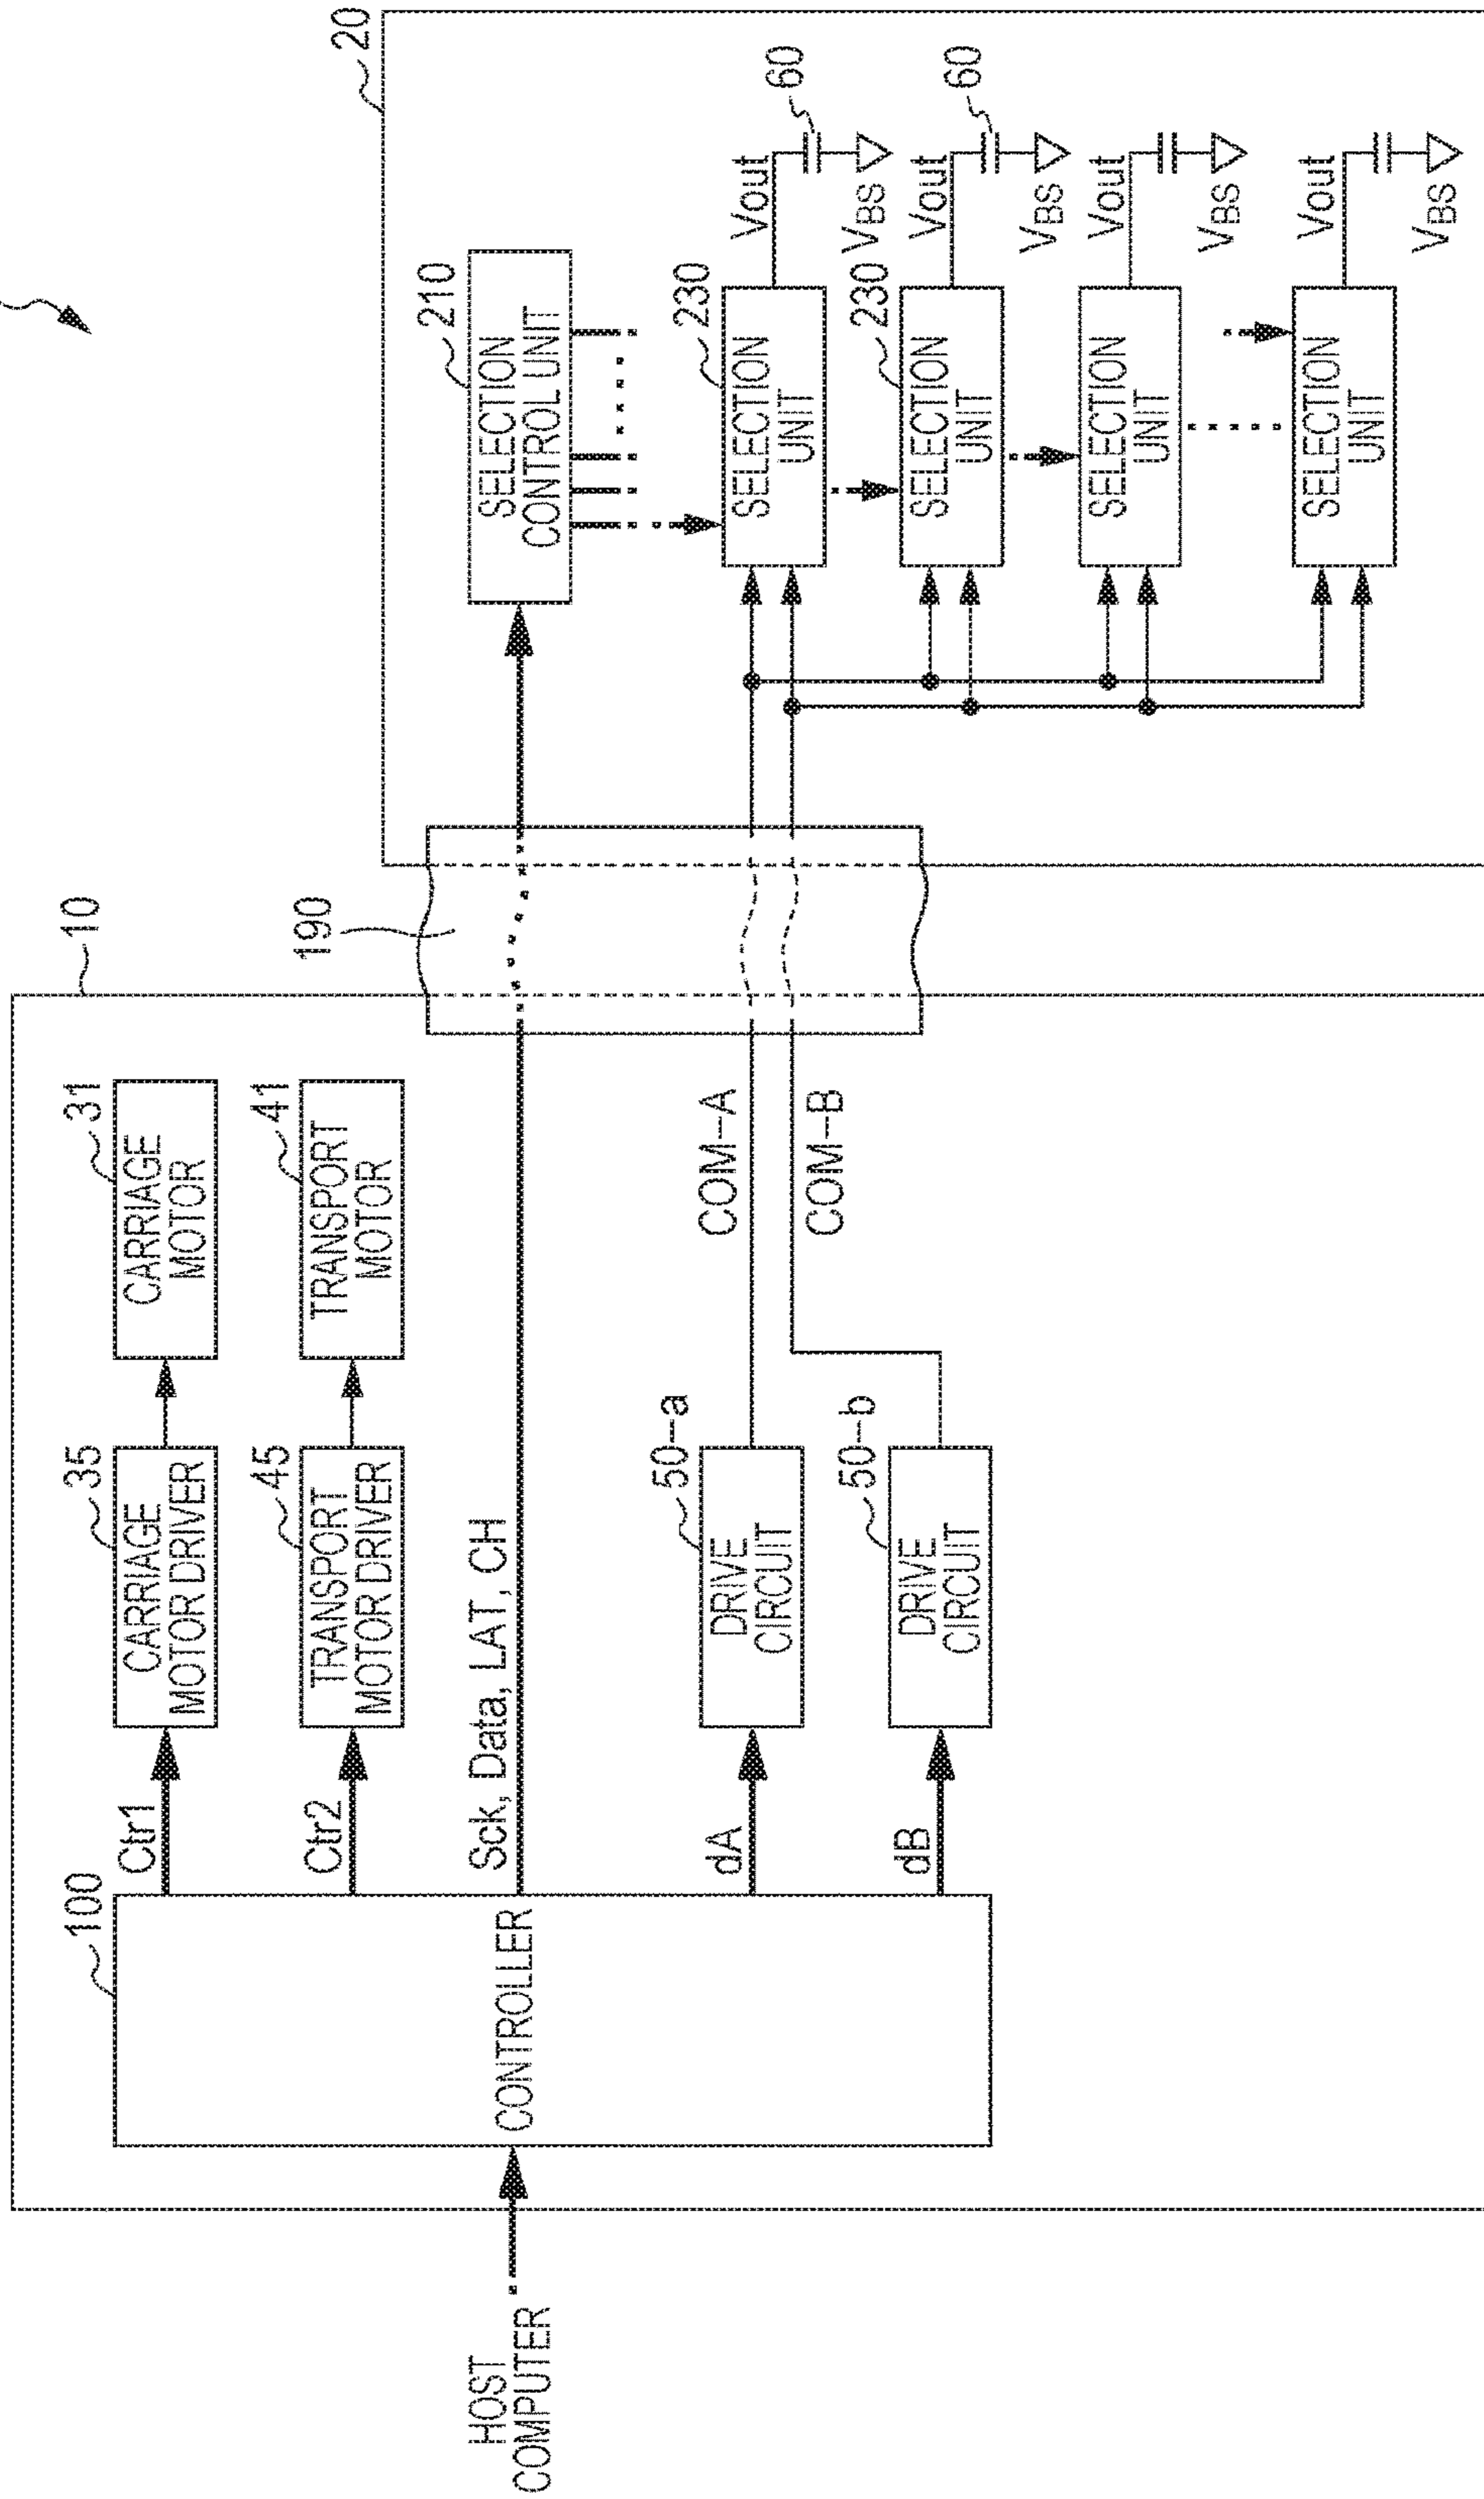 10
20
100
CONTROLLER
HOST
COMPUTER
Ctr1
35
CARRIAGE
MOTOR DRIVER
31
CARRIAGE
MOTOR
Ctr2
45
TRANSPORT
MOTOR DRIVER
41
TRANSPORT
MOTOR
Sck, Data, LAT, CH
190
210
SELECTION
CONTROL UNIT
dA
50-a
DRIVE
CIRCUIT
COM-A
dB
50-b
DRIVE
CIRCUIT
COM-B
230
SELECTION
UNIT
Vout
60
VBS
230
SELECTION
UNIT
Vout
60
VBS
SELECTION
UNIT
Vout
VBS
SELECTION
UNIT
Vout
VBS